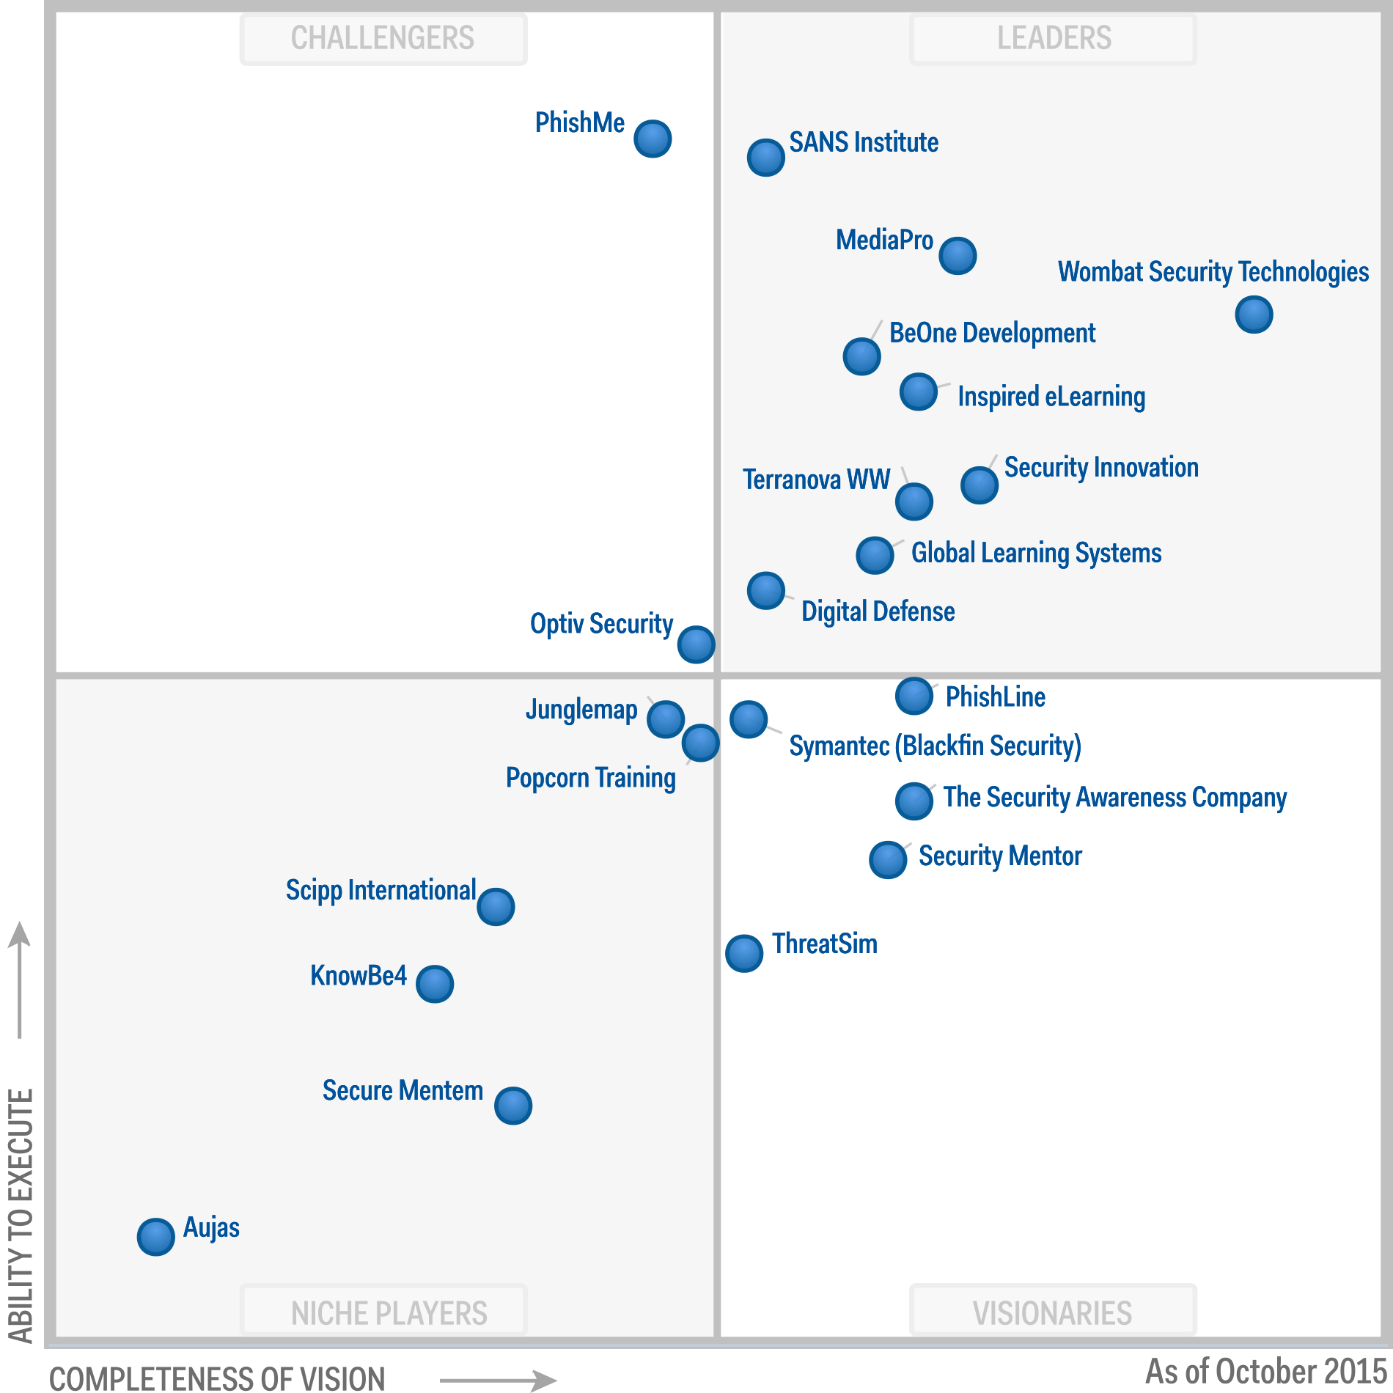 CHALLENGERS
LEADERS
PhishMe
SANS Institute
MediaPro
Wombat Security Technologies
BeOne Development
Inspired eLearning
Security Innovation
Terranova WW
Global Learning Systems
Digital Defense
Optiv Security
PhishLine
Junglemap
Symantec (Blackfin Security)
Popcorn Training
The Security Awareness Company
Security Mentor
Scipp International
ThreatSim
KnowBe4
Secure Mentem
Aujas
NICHE PLAYERS
VISIONARIES
ABILITY TO EXECUTE
COMPLETENESS OF VISION
As of October 2015